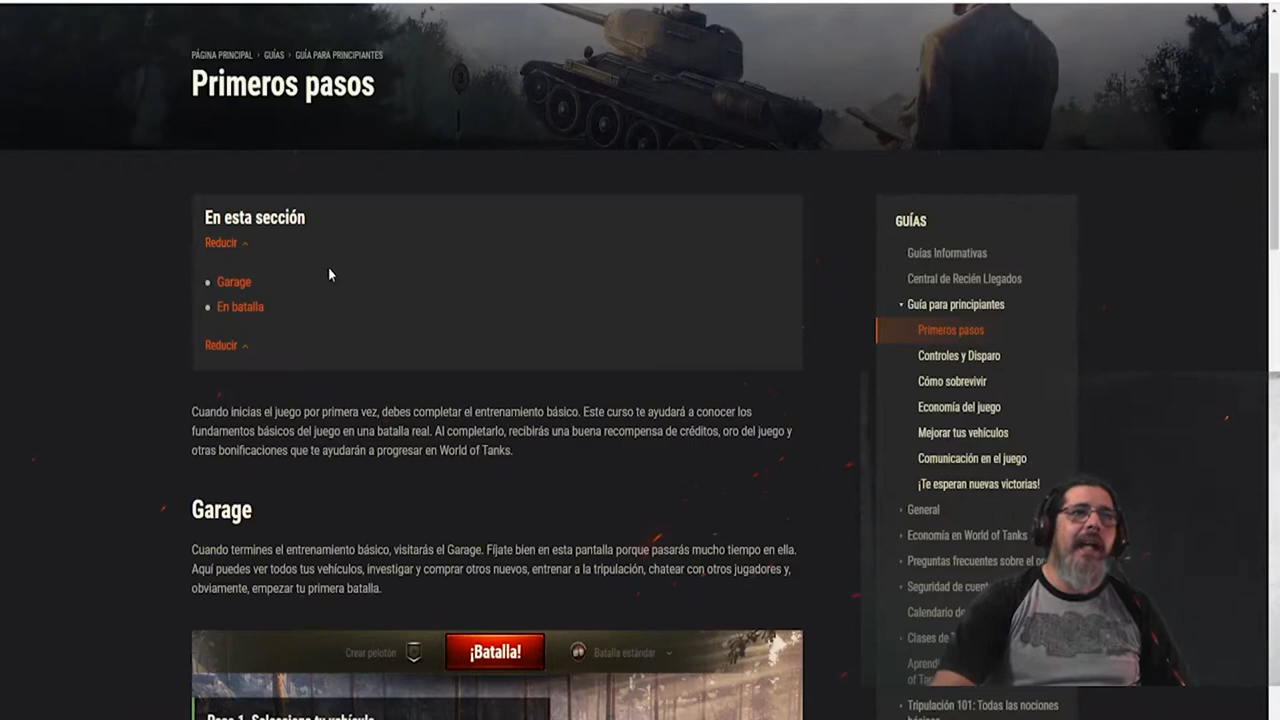 PÁGINA PRINCIPAL › GUÍAS › GUÍA PARA PRINCIPIANTES
Primeros pasos
En esta sección
Reducir
Garage
En batalla
Reducir
Cuando inicias el juego por primera vez, debes completar el entrenamiento básico. Este curso te ayudará a conocer los
fundamentos básicos del juego en una batalla real. Al completarlo, recibirás una buena recompensa de créditos, oro del juego y
otras bonificaciones que te ayudarán a progresar en World of Tanks.
Garage
Cuando termines el entrenamiento básico, visitarás el Garage. Fíjate bien en esta pantalla porque pasarás mucho tiempo en ella.
Aquí puedes ver todos tus vehículos, investigar y comprar otros nuevos, entrenar a la tripulación, chatear con otros jugadores y,
obviamente, empezar tu primera batalla.
Crear pelotón
¡Batalla!
Batalla estándar
Paso 1. Selecciona tu vehículo
GUÍAS
Guías Informativas
Central de Recién Llegados
Guía para principiantes
Primeros pasos
Controles y Disparo
Cómo sobrevivir
Economía del juego
Mejorar tus vehículos
Comunicación en el juego
¡Te esperan nuevas victorias!
General
Economía en World of Tanks
Preguntas frecuentes sobre el
Seguridad de
Calendario
Clases de
Tripulación 101: Todas las nociones